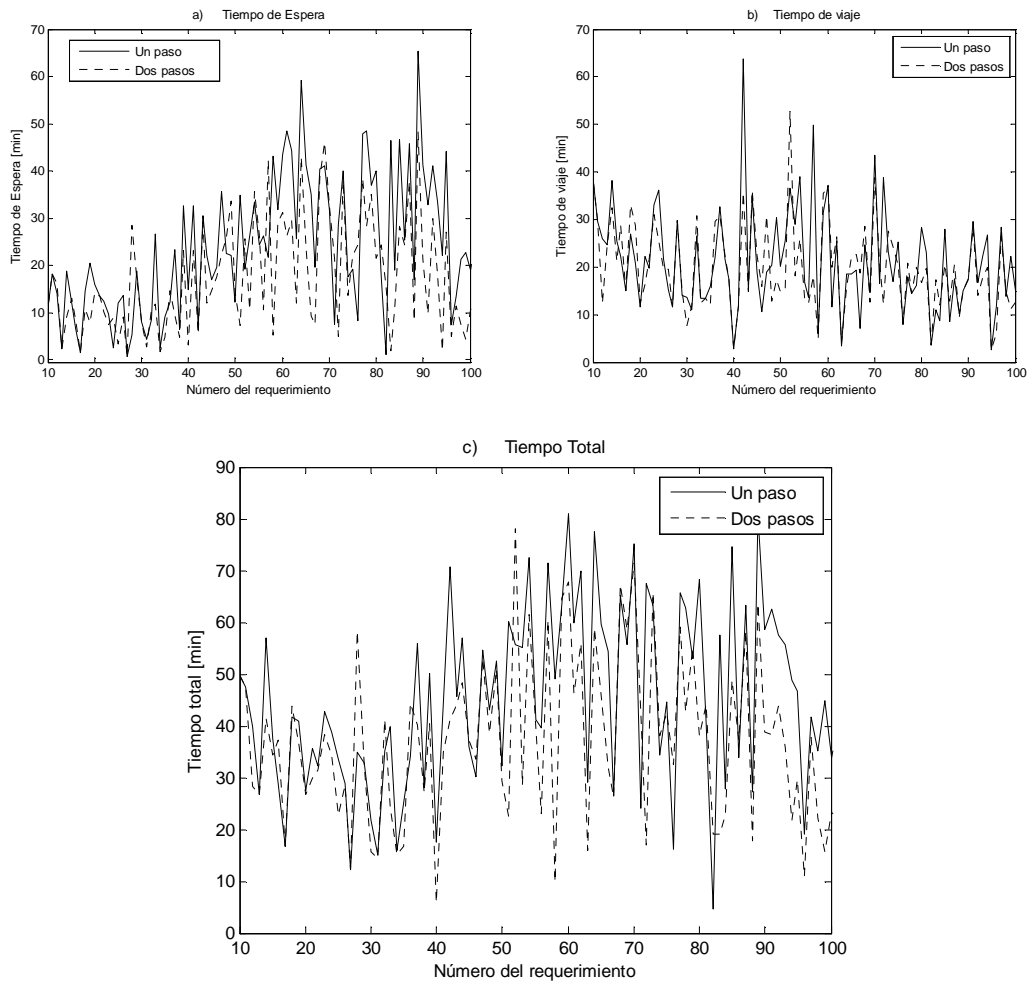 a) Tiempo de Espera
70
60
50
40
30
20
10
0
Tiempo de Espera [min]
Un paso
Dos pasos
10 20 30 40 50 60 70 80 90 100
Número del requerimiento
b) Tiempo de viaje
70
60
50
40
30
20
10
0
Tiempo de viaje [min]
Un paso
Dos pasos
10 20 30 40 50 60 70 80 90 100
Número del requerimiento
c) Tiempo Total
90
80
70
60
50
40
30
20
10
0
Tiempo total [min]
Un paso
Dos pasos
10 20 30 40 50 60 70 80 90 100
Número del requerimiento